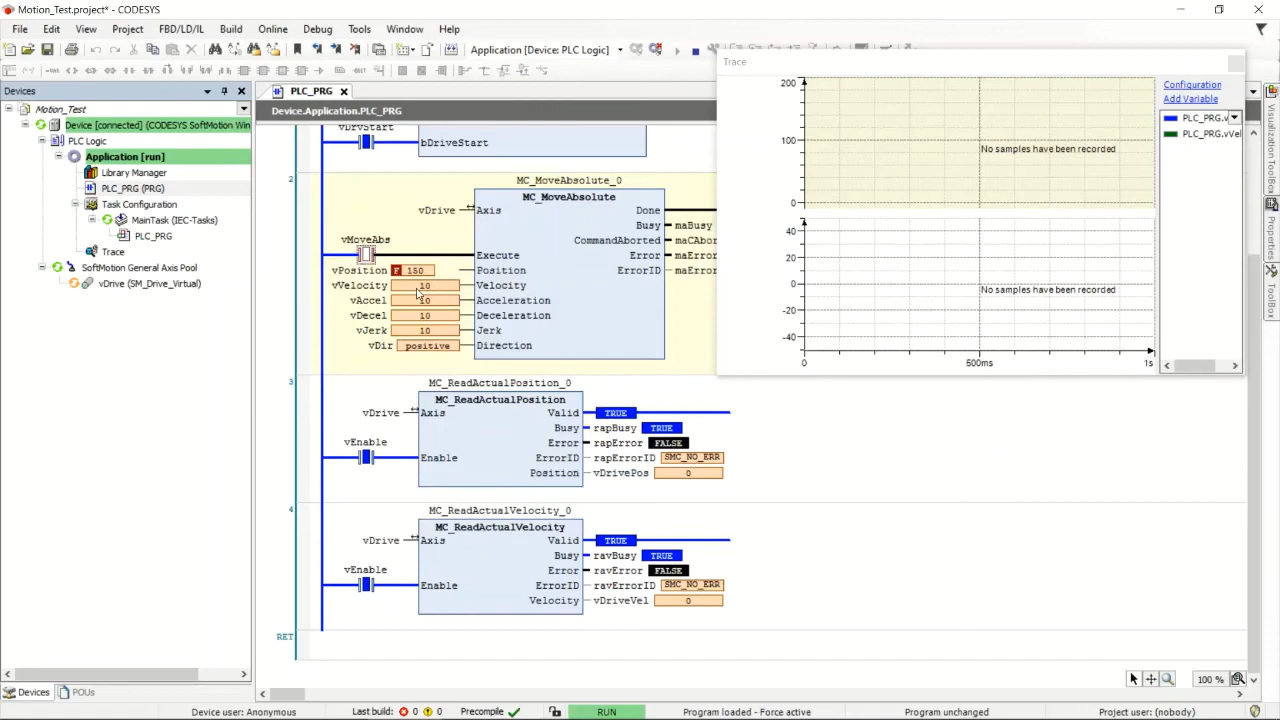 Motion_Test.project* - CODESYS
File Edit View Project FBD/LD/IL Build Online Debug Tools Window Help
Application [Device: PLC Logic]
Devices
PLC_PRG
Trace
Motion_Test
Device [connected] (CODESYS SoftMotion Win
PLC Logic
Application [run]
Library Manager
PLC_PRG (PRG)
Task Configuration
MainTask (IEC-Tasks)
PLC_PRG
Trace
SoftMotion General Axis Pool
vDrive (SM_Drive_Virtual)
Device.Application.PLC_PRG
vDrvStart
bDriveStart
2
MC_MoveAbsolute_0
MC_MoveAbsolute
vDrive Axis Done
Busy maBusy
vMoveAbs CommandAborted maCAbor
Execute Error maError
vPosition F 150 Position ErrorID maError
vVelocity 10 Velocity
vAccel 10 Acceleration
vDecel 10 Deceleration
vJerk 10 Jerk
vDir positive Direction
3
MC_ReadActualPosition_0
MC_ReadActualPosition
vDrive Axis Valid TRUE
Busy rapBusy TRUE
vEnable Error rapError FALSE
Enable ErrorID rapErrorID SMC_NO_ERR
Position vDrivePos 0
4
MC_ReadActualVelocity_0
MC_ReadActualVelocity
vDrive Axis Valid TRUE
Busy ravBusy TRUE
vEnable Error ravError FALSE
Enable ErrorID ravErrorID SMC_NO_ERR
Velocity vDriveVel 0
RET
200
100
0
No samples have been recorded
40
20
0
-20
-40
No samples have been recorded
0 500ms 1s
Configuration
Add Variable
PLC_PRG.v
PLC_PRG.vVel
Visualization ToolBox
Properties
ToolBox
100 %
Devices POUs
Device user: Anonymous Last build: 0 0 Precompile RUN Program loaded - Force active Program unchanged Project user: (nobody)